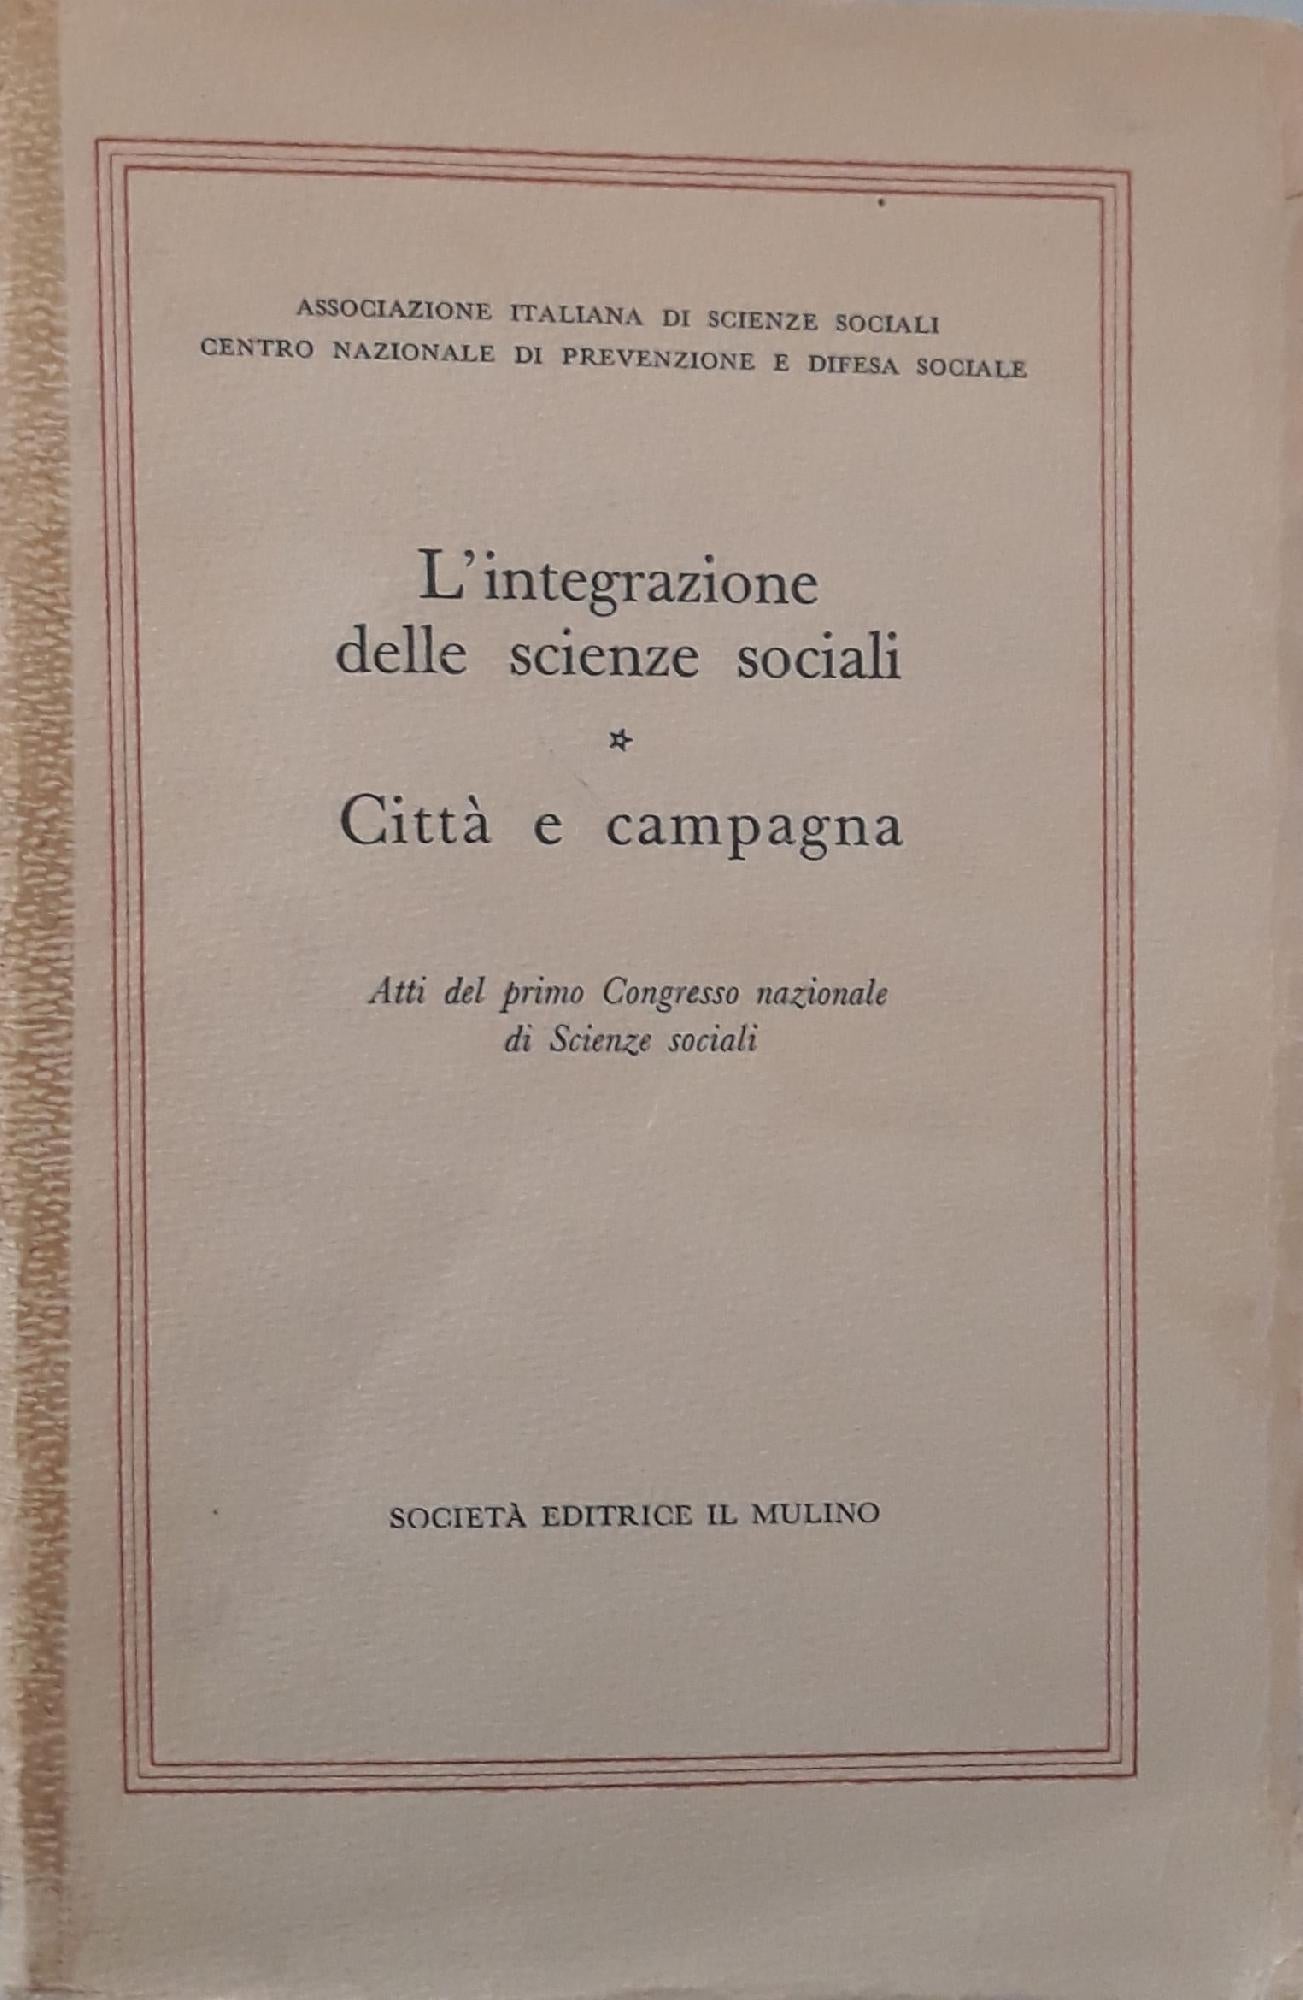 ASSOCIAZIONE ITALIANA DI SCIENZE SOCIALI
CENTRO NAZIONALE DI PREVENZIONE E DIFESA SOCIALE
L'integrazione
delle scienze sociali
Città e campagna
Atti del primo Congresso nazionale
di Scienze sociali
SOCIETÀ EDITRICE IL MULINO